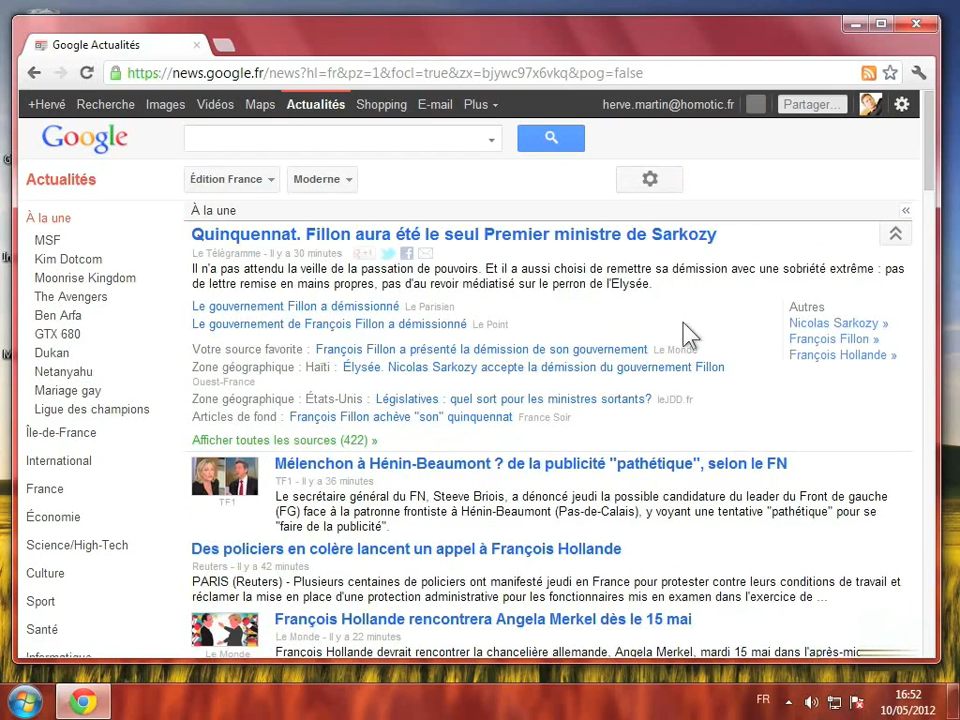 Google Actualités
https://news.google.fr/news?hl=fr&pz=1&focl=true&zx=bjywc97x6vkq&pog=false
+Hervé Recherche Images Vidéos Maps Actualités Shopping E-mail Plus herve.martin@homotic.fr Partager...
Google
Actualités
Édition France
Moderne
À la une
MSF
Kim Dotcom
Moonrise Kingdom
The Avengers
Ben Arfa
GTX 680
Dukan
Netanyahu
Mariage gay
Ligue des champions
Île-de-France
International
France
Économie
Science/High-Tech
Culture
Sport
Santé
Informatique
À la une
Quinquennat. Fillon aura été le seul Premier ministre de Sarkozy
Le Télégramme - Il y a 30 minutes
Il n'a pas attendu la veille de la passation de pouvoirs. Et il a aussi choisi de remettre sa démission avec une sobriété extrême : pas
de lettre remise en mains propres, pas d'au revoir médiatisé sur le perron de l'Elysée.
Le gouvernement Fillon a démissionné Le Parisien
Le gouvernement de François Fillon a démissionné Le Point
Votre source favorite : François Fillon a présenté la démission de son gouvernement Le Monde
Zone géographique : Haïti : Élysée. Nicolas Sarkozy accepte la démission du gouvernement Fillon
Ouest-France
Zone géographique : États-Unis : Législatives : quel sort pour les ministres sortants? leJDD.fr
Articles de fond : François Fillon achève "son" quinquennat France Soir
Afficher toutes les sources (422) »
Autres
Nicolas Sarkozy »
François Fillon »
François Hollande »
Mélenchon à Hénin-Beaumont ? de la publicité "pathétique", selon le FN
TF1 - Il y a 36 minutes
TF1
Le secrétaire général du FN, Steeve Briois, a dénoncé jeudi la possible candidature du leader du Front de gauche
(FG) face à la patronne frontiste à Hénin-Beaumont (Pas-de-Calais), y voyant une tentative "pathétique" pour se
"faire de la publicité".
Des policiers en colère lancent un appel à François Hollande
Reuters - Il y a 42 minutes
PARIS (Reuters) - Plusieurs centaines de policiers ont manifesté jeudi en France pour protester contre leurs conditions de travail et
réclamer la mise en place d'une protection administrative pour les fonctionnaires mis en examen dans l'exercice de ...
François Hollande rencontrera Angela Merkel dès le 15 mai
Le Monde - Il y a 22 minutes
Le Monde
François Hollande devrait rencontrer la chancelière allemande, Angela Merkel, mardi 15 mai dans l'après-mic
FR
16:52
10/05/2012